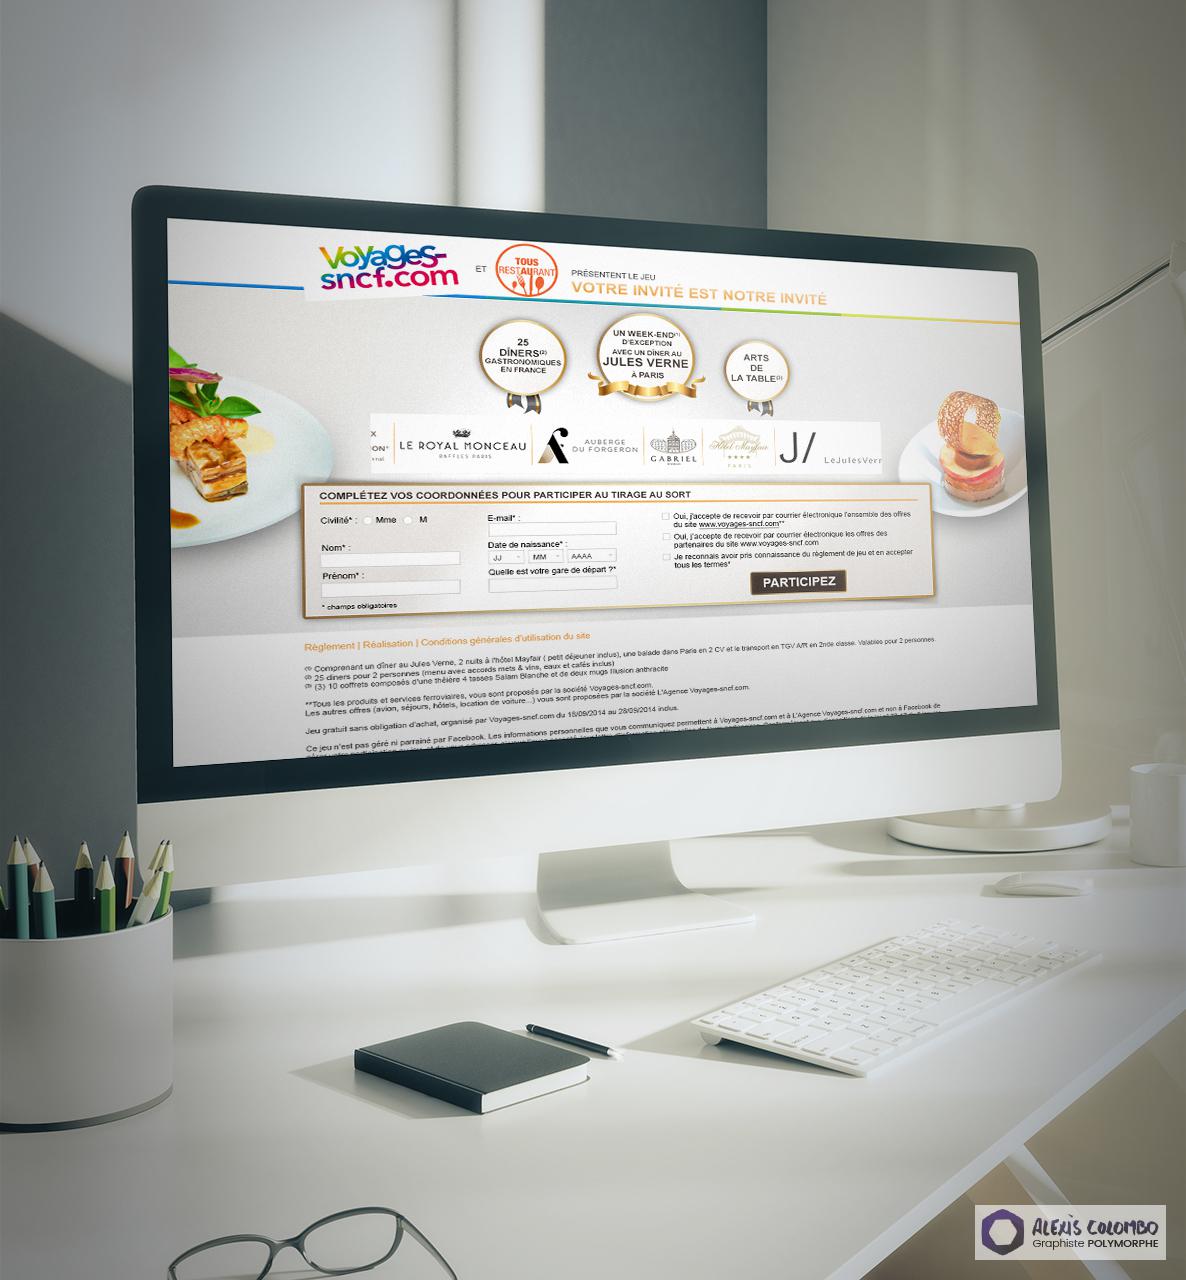 Voyages-
sncf.com
ET
TOUS
RESTAURANT
PRÉSENTENT LE JEU
VOTRE INVITÉ EST NOTRE INVITÉ
25
DÎNERS(2)
GASTRONOMIQUES
EN FRANCE
UN WEEK-END(1)
D'EXCEPTION
AVEC UN DÎNER AU
JULES VERNE
À PARIS
ARTS
DE
LA TABLE(3)
LE ROYAL MONCEAU
RAFFLES PARIS
AUBERGE
DU FORGERON
GABRIEL
Hôtel Mayfair
PARIS
J/
LeJulesVerr
COMPLÉTEZ VOS COORDONNÉES POUR PARTICIPER AU TIRAGE AU SORT
Civilité* : Mme M
Nom* :
Prénom* :
* champs obligatoires
E-mail* :
Date de naissance* :
JJ MM AAAA
Quelle est votre gare de départ ?*
Oui, j'accepte de recevoir par courrier électronique l'ensemble des offres
du site www.voyages-sncf.com**
Oui, j'accepte de recevoir par courrier électronique les offres des
partenaires du site www.voyages-sncf.com
Je reconnais avoir pris connaissance du règlement de jeu et en accepter
tous les termes*
PARTICIPEZ
Règlement | Réalisation | Conditions générales d'utilisation du site
(1) Comprenant un dîner au Jules Verne, 2 nuits à l'hôtel Mayfair ( petit déjeuner inclus), une balade dans Paris en 2 CV et le transport en TGV A/R en 2nde classe. Valables pour 2 personnes.
(2) 25 diners pour 2 personnes (menu avec accords mets & vins, eaux et cafés inclus)
(3) (3) 10 coffrets composés d'une théière 4 tasses Salam Blanche et de deux mugs Illusion anthracite
**Tous les produits et services ferroviaires, vous sont proposés par la société Voyages-sncf.com.
Les autres offres (avion, séjours, hôtels, location de voiture...) vous sont proposées par la société L'Agence Voyages-sncf.com.
Jeu gratuit sans obligation d'achat, organisé par Voyages-sncf.com du 18/09/2014 au 28/09/2014 inclus.
Ce jeu n'est pas géré ni parrainé par Facebook. Les informations personnelles que vous communiquez permettent à Voyages-sncf.com et à L'Agence Voyages-sncf.com et non à Facebook de
ALEXIS COLOMBO
Graphiste POLYMORPHE